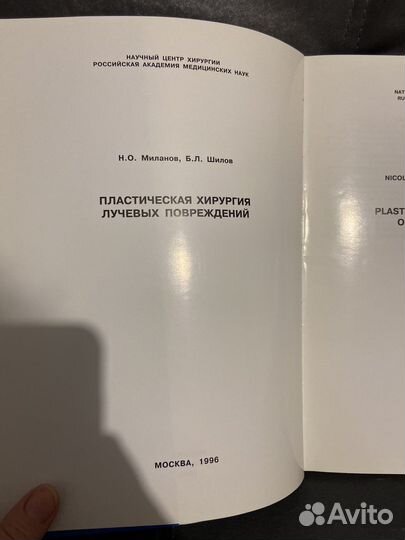 НАУЧНЫЙ ЦЕНТР ХИРУРГИИ
РОССИЙСКАЯ АКАДЕМИЯ МЕДИЦИНСКИХ НАУК
Н.О. Миланов, Б.Л. Шилов
ПЛАСТИЧЕСКАЯ ХИРУРГИЯ
ЛУЧЕВЫХ ПОВРЕЖДЕНИЙ
МОСКВА, 1996
NAT
RU
NICOL
PLAST
O
Avito